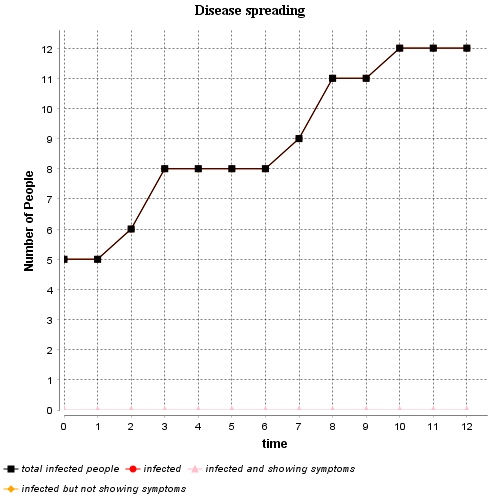 Disease spreading
Number of People
12
11
10
9
8
7
6
5
4
3
2
1
0
0 1 2 3 4 5 6 7 8 9 10 11 12
time
total infected people infected infected and showing symptoms
infected but not showing symptoms